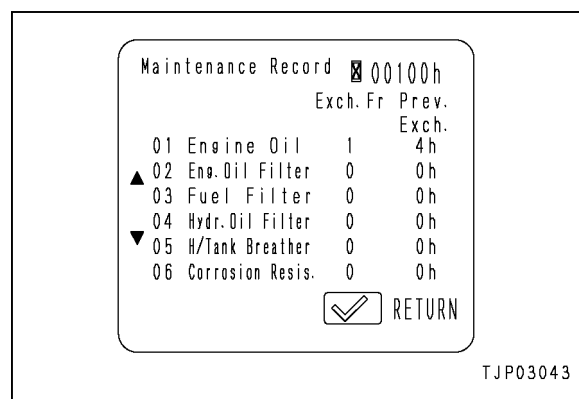 Maintenance Record 00100h
Exch.Fr Prev.
Exch.
01 Engine Oil 1 4h
02 Eng.Oil Filter 0 0h
03 Fuel Filter 0 0h
04 Hydr.Oil Filter 0 0h
05 H/Tank Breather 0 0h
06 Corrosion Resis. 0 0h
RETURN
TJP03043